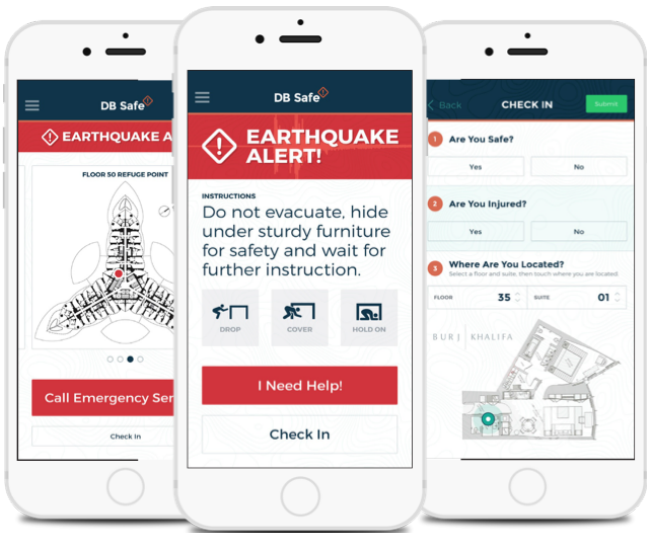 DB Safe
EARTHQUAKE A
FLOOR 50 REFUGE POINT
Call Emergency Ser
Check In
DB Safe
EARTHQUAKE
ALERT!
INSTRUCTIONS
Do not evacuate, hide
under sturdy furniture
for safety and wait for
further instruction.
DROP
COVER
HOLD ON
I Need Help!
Check In
Back
CHECK IN
Submit
1
Are You Safe?
Yes
No
2
Are You Injured?
Yes
No
3
Where Are You Located?
Select a floor and suite, then touch where you are located.
FLOOR
35
SUITE
01
BURJ KHALIFA